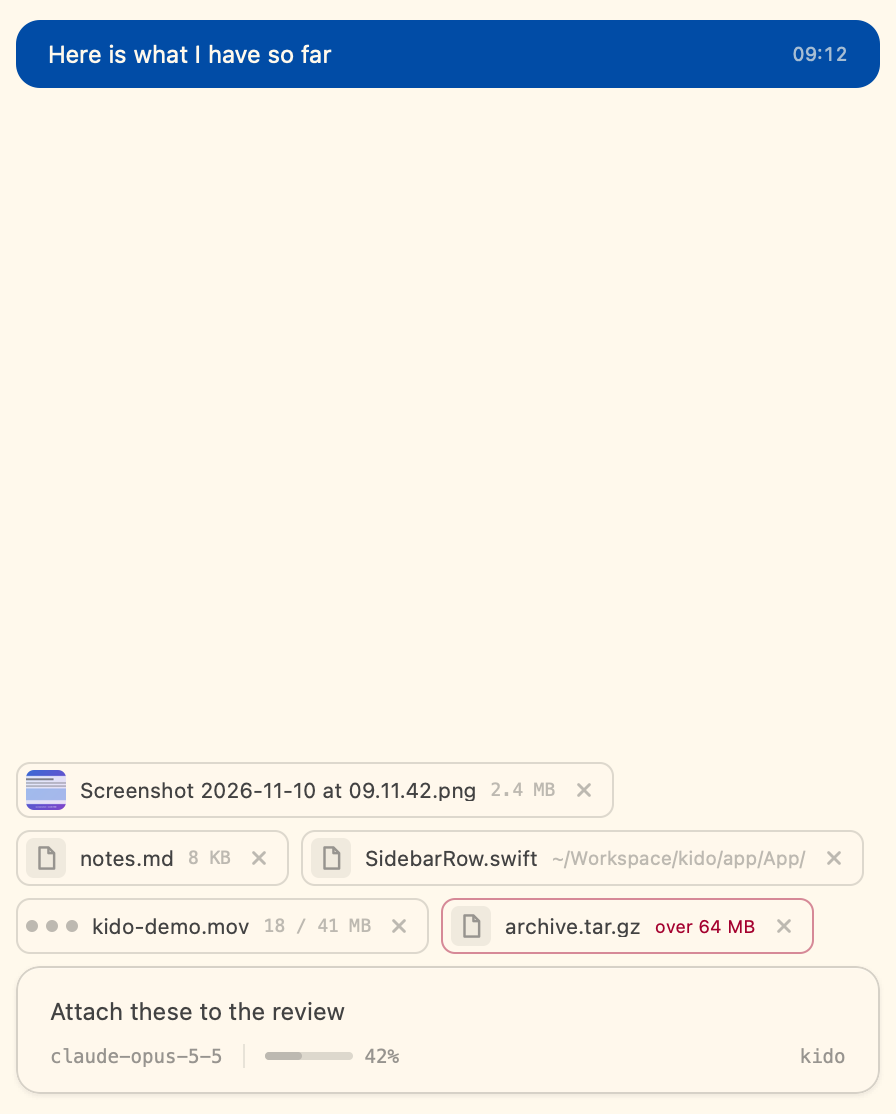 Here is what I have so far 09:12
Screenshot 2026-11-10 at 09.11.42.png 2.4 MB
notes.md 8 KB SidebarRow.swift ~/Workspace/kido/app/App/
kido-demo.mov 18 / 41 MB archive.tar.gz over 64 MB
Attach these to the review
claude-opus-5-5 42% kido